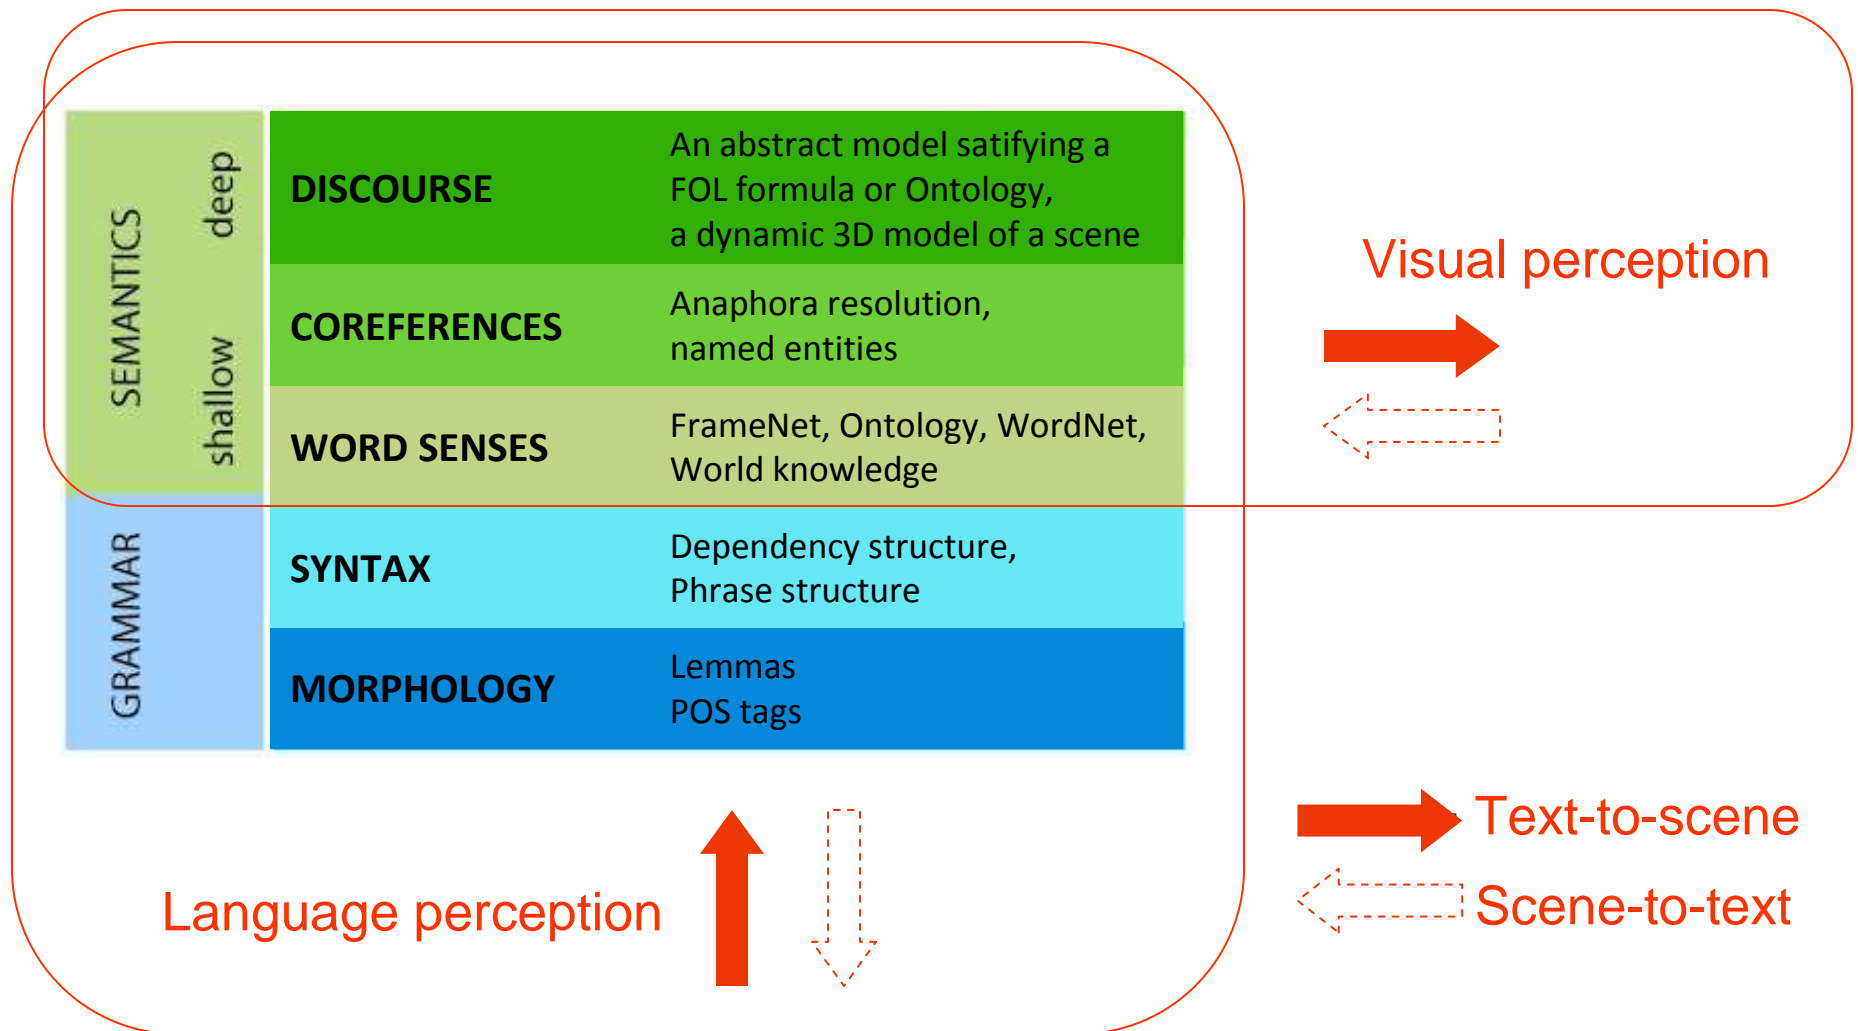 SEMANTICS
deep
shallow
DISCOURSE
An abstract model satifying a
FOL formula or Ontology,
a dynamic 3D model of a scene
COREFERENCES
Anaphora resolution,
named entities
WORD SENSES
FrameNet, Ontology, WordNet,
World knowledge
GRAMMAR
SYNTAX
Dependency structure,
Phrase structure
MORPHOLOGY
Lemmas
POS tags
Visual perception
Language perception
Text-to-scene
Scene-to-text